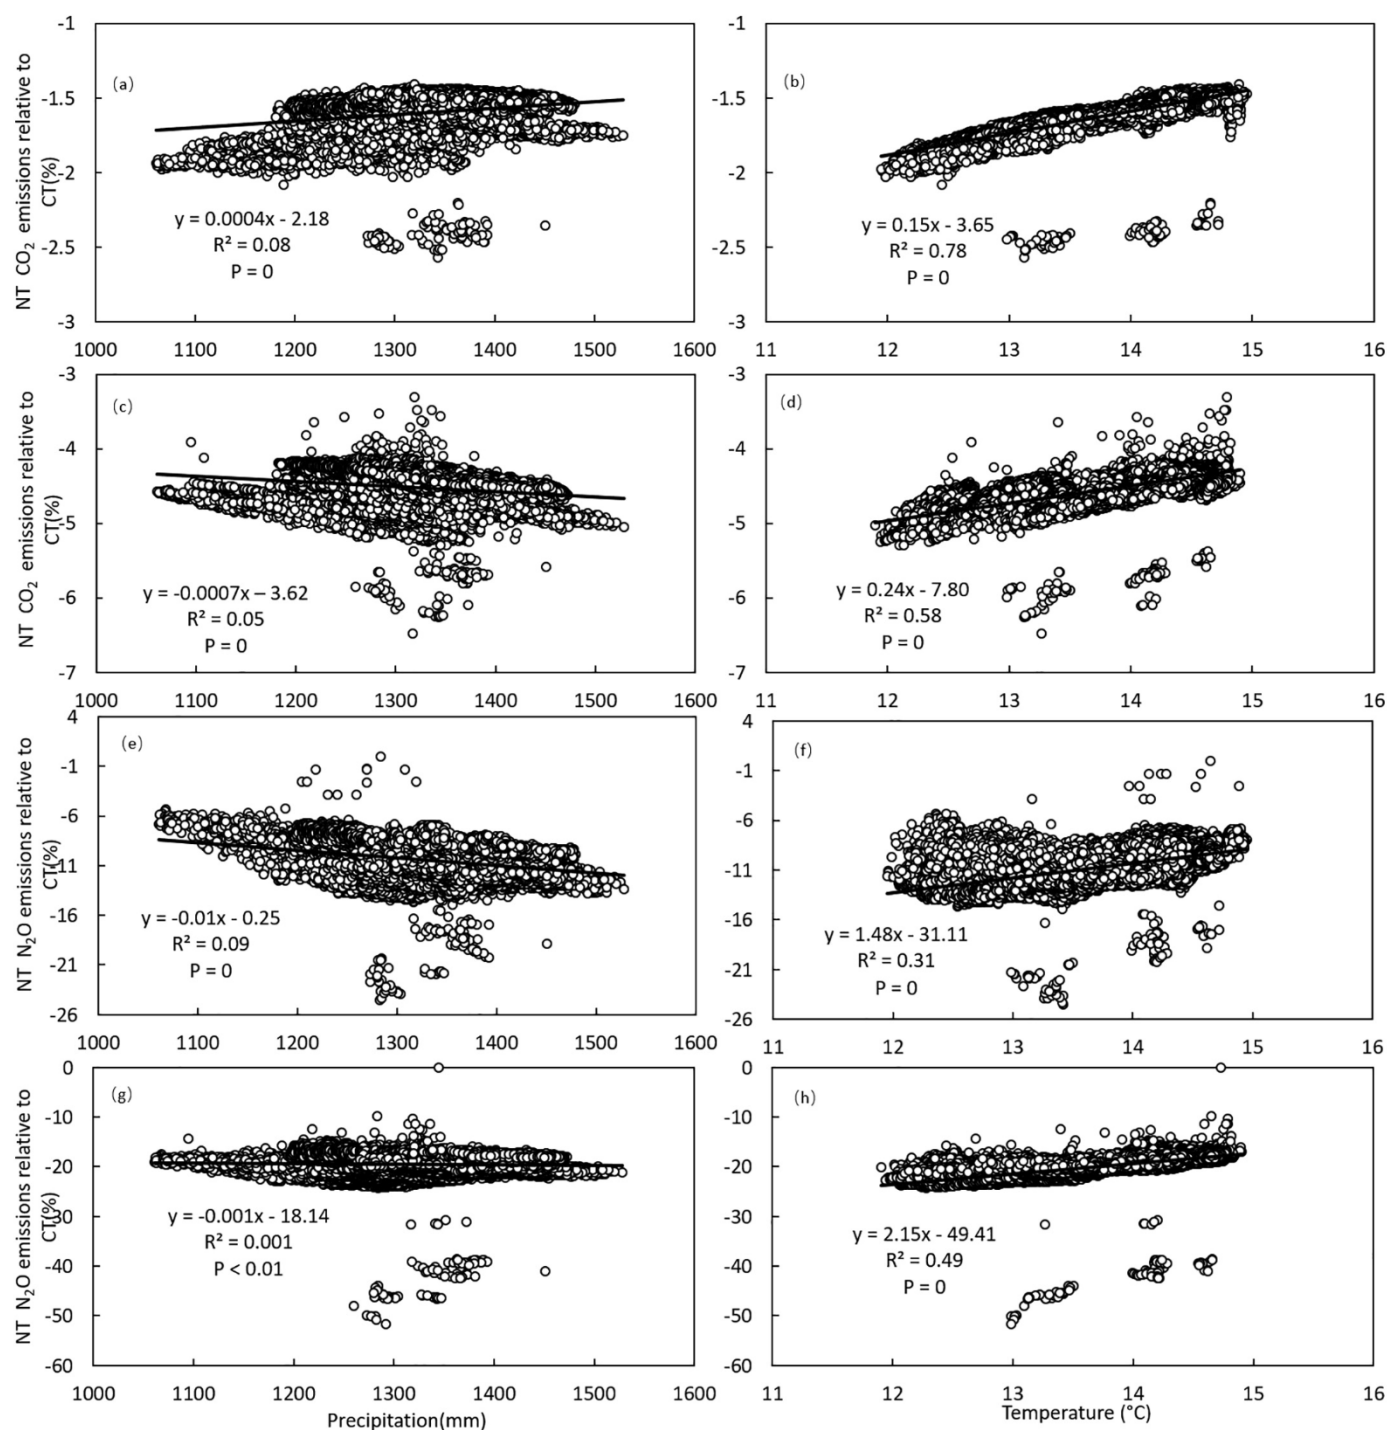 NT CO₂ emissions relative to
CT(%)
-1
-1.5
-2
-2.5
-3
(a)
y = 0.0004x - 2.18
R² = 0.08
P = 0
1000 1100 1200 1300 1400 1500 1600
-1
-1.5
-2
-2.5
-3
(b)
y = 0.15x - 3.65
R² = 0.78
P = 0
11 12 13 14 15 16
NT CO₂ emissions relative to
CT(%)
-3
-4
-5
-6
-7
(c)
y = -0.0007x – 3.62
R² = 0.05
P = 0
1000 1100 1200 1300 1400 1500 1600
-3
-4
-5
-6
-7
(d)
y = 0.24x - 7.80
R² = 0.58
P = 0
11 12 13 14 15 16
NT N₂O emissions relative to
CT(%)
4
-1
-6
-11
-16
-21
-26
(e)
y = -0.01x - 0.25
R² = 0.09
P = 0
1000 1100 1200 1300 1400 1500 1600
4
-1
-6
-11
-16
-21
-26
(f)
y = 1.48x - 31.11
R² = 0.31
P = 0
11 12 13 14 15 16
NT N₂O emissions relative to
CT(%)
0
-10
-20
-30
-40
-50
-60
(g)
y = -0.001x - 18.14
R² = 0.001
P < 0.01
1000 1100 1200 1300 1400 1500 1600
Precipitation(mm)
0
-10
-20
-30
-40
-50
-60
(h)
y = 2.15x - 49.41
R² = 0.49
P = 0
11 12 13 14 15 16
Temperature (°C)